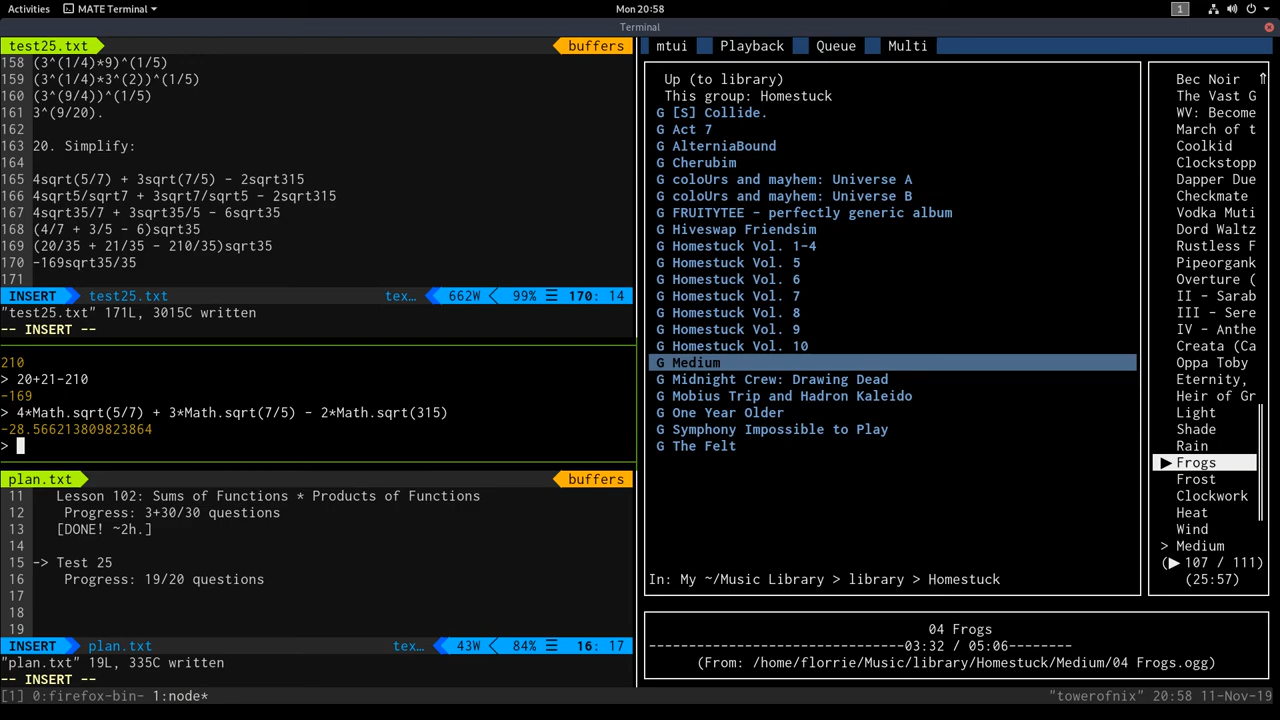 Activities MATE Terminal Mon 20:58 1
Terminal
test25.txt buffers
158 (3^(1/4)*9)^(1/5)
159 (3^(1/4)*3^(2))^(1/5)
160 (3^(9/4))^(1/5)
161 3^(9/20).
162
163 20. Simplify:
164
165 4sqrt(5/7) + 3sqrt(7/5) - 2sqrt315
166 4sqrt5/sqrt7 + 3sqrt7/sqrt5 - 2sqrt315
167 4sqrt35/7 + 3sqrt35/5 - 6sqrt35
168 (4/7 + 3/5 - 6)sqrt35
169 (20/35 + 21/35 - 210/35)sqrt35
170 -169sqrt35/35
171
INSERT test25.txt tex… 662W 99% ☰ 170: 14
"test25.txt" 171L, 3015C written
-- INSERT --
210
> 20+21-210
-169
> 4*Math.sqrt(5/7) + 3*Math.sqrt(7/5) - 2*Math.sqrt(315)
-28.566213809823864
>
plan.txt buffers
11 Lesson 102: Sums of Functions * Products of Functions
12 Progress: 3+30/30 questions
13 [DONE! ~2h.]
14
15 -> Test 25
16 Progress: 19/20 questions
17
18
19
INSERT plan.txt tex… 43W 84% ☰ 16: 17
"plan.txt" 19L, 335C written
-- INSERT --
mtui Playback Queue Multi
Up (to library)
This group: Homestuck
G [S] Collide.
G Act 7
G AlterniaBound
G Cherubim
G coloUrs and mayhem: Universe A
G coloUrs and mayhem: Universe B
G FRUITYTEE - perfectly generic album
G Hiveswap Friendsim
G Homestuck Vol. 1-4
G Homestuck Vol. 5
G Homestuck Vol. 6
G Homestuck Vol. 7
G Homestuck Vol. 8
G Homestuck Vol. 9
G Homestuck Vol. 10
G Medium
G Midnight Crew: Drawing Dead
G Mobius Trip and Hadron Kaleido
G One Year Older
G Symphony Impossible to Play
G The Felt
In: My ~/Music Library > library > Homestuck
Bec Noir ⇑
The Vast G
WV: Become
March of t
Coolkid
Clockstopp
Dapper Due
Checkmate
Vodka Muti
Dord Waltz
Rustless F
Pipeorgank
Overture (
II - Sarab
III - Sere
IV - Anthe
Creata (Ca
Oppa Toby
Eternity,
Heir of Gr
Light
Shade
Rain
▶ Frogs
Frost
Clockwork
Heat
Wind
> Medium
(▶ 107 / 111)
(25:57)
04 Frogs
-------------------------------03:32 / 05:06--------
(From: /home/florrie/Music/library/Homestuck/Medium/04 Frogs.ogg)
[1] 0:firefox-bin- 1:node* "towerofnix" 20:58 11-Nov-19